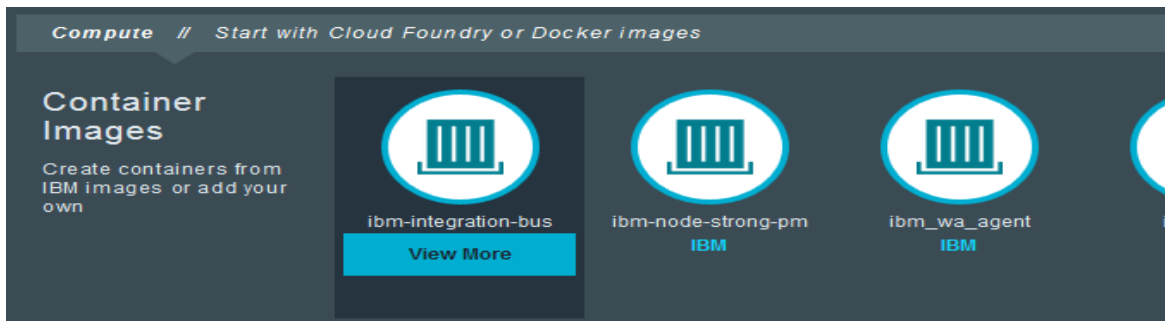 Compute // Start with Cloud Foundry or Docker images
Container
Images
Create containers from
IBM images or add your
own
ibm-integration-bus
View More
ibm-node-strong-pm
IBM
ibm_wa_agent
IBM